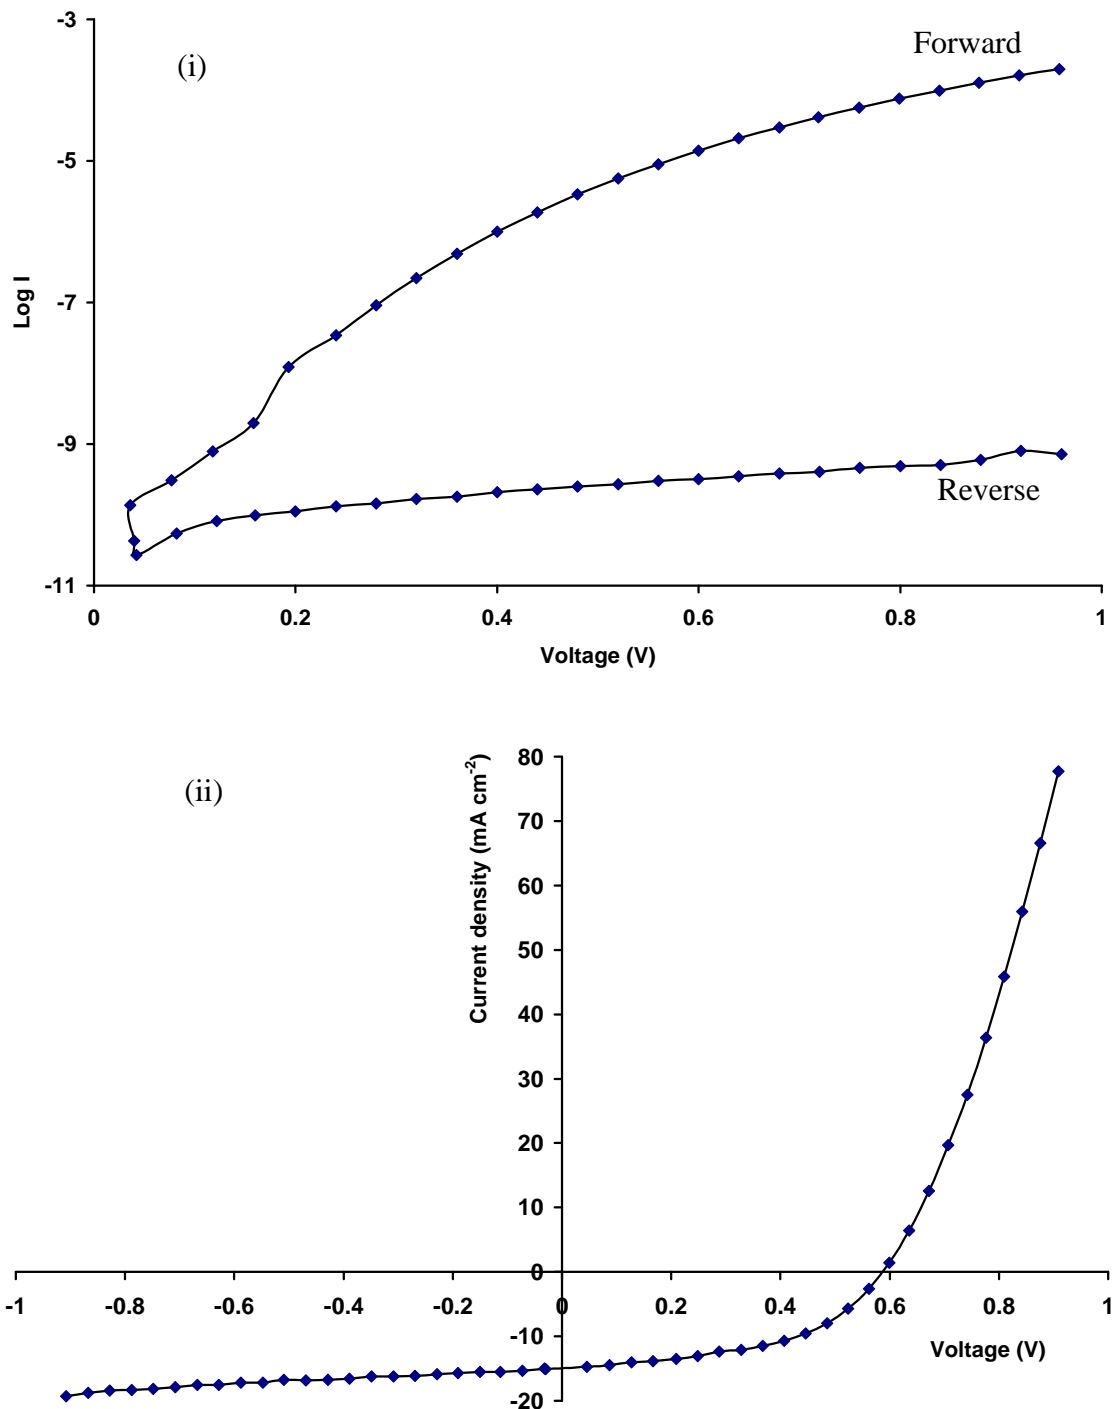 -3
Forward
(i)
-5
-7
Log I
-9
Reverse
-11
0 0.2 0.4 0.6 0.8 1
Voltage (V)
80
(ii)
70
60
50
Current density (mA cm-2)
40
30
20
10
0
-1 -0.8 -0.6 -0.4 -0.2 0 0.2 0.4 0.6 0.8 1
-10
Voltage (V)
-20